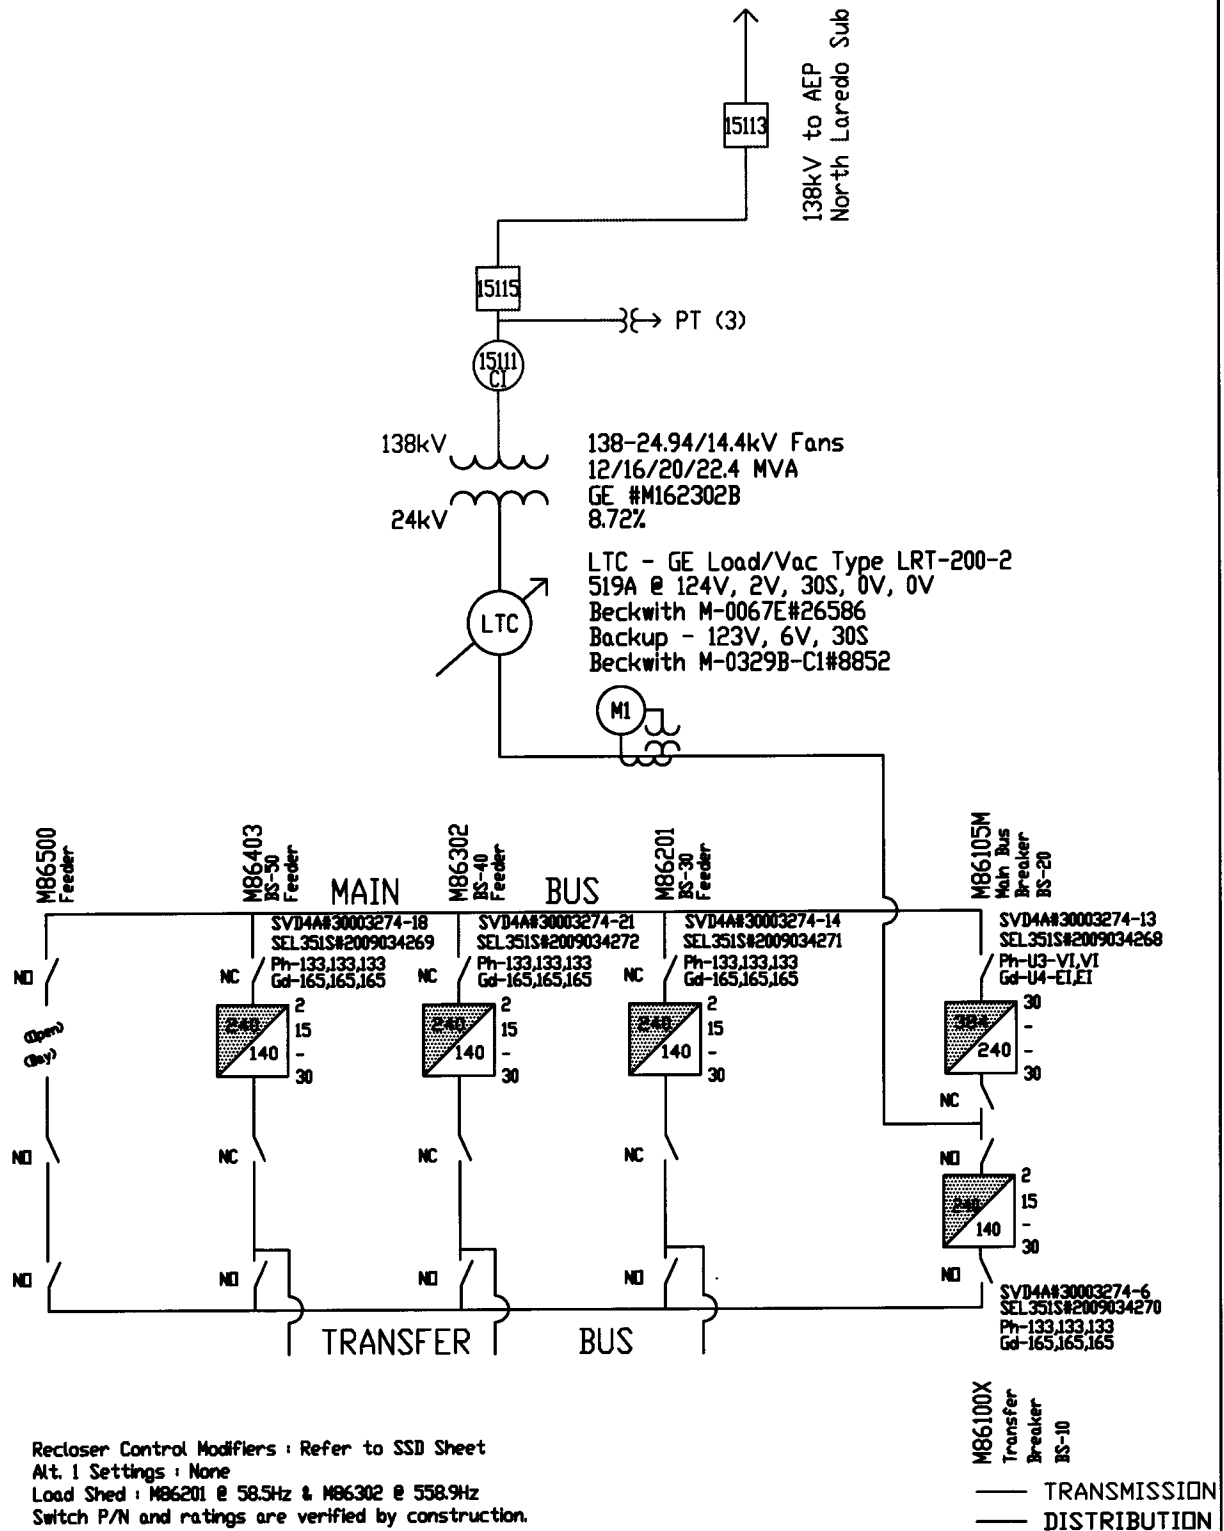 138kV to AEP
North Laredo Sub
15113
15115
PT (3)
15111
CI
138kV
24kV
138-24.94/14.4kV Fans
12/16/20/22.4 MVA
GE #M162302B
8.72%
LTC
LTC - GE Load/Vac Type LRT-200-2
519A @ 124V, 2V, 30S, 0V, 0V
Beckwith M-0067E#26586
Backup - 123V, 6V, 30S
Beckwith M-0329B-C1#8852
M1
M86500
Feeder
M86403
BS-50
Feeder
M86302
BS-40
Feeder
M86201
BS-30
Feeder
M86105M
Main Bus
Breaker
BS-20
MAIN BUS
SVD4A#30003274-18
SEL351S#2009034269
Ph-133,133,133
Gd-165,165,165
SVD4A#30003274-21
SEL351S#2009034272
Ph-133,133,133
Gd-165,165,165
SVD4A#30003274-14
SEL351S#2009034271
Ph-133,133,133
Gd-165,165,165
SVD4A#30003274-13
SEL351S#2009034268
Ph-U3-VI,VI
Gd-U4-EI,EI
NO
NC
NC
NC
(Open)
(Bay)
240
140
2
15
-
30
240
140
2
15
-
30
240
140
2
15
-
30
384
240
30
-
-
30
NC
NO
NC
NC
NC
NO
240
140
2
15
-
30
NO
NO
NO
NO
NO
SVD4A#30003274-6
SEL351S#2009034270
Ph-133,133,133
Gd-165,165,165
TRANSFER BUS
M86100X
Transfer
Breaker
BS-10
Recloser Control Modifiers : Refer to SSD Sheet
Alt. 1 Settings : None
Load Shed : M86201 @ 58.5Hz & M86302 @ 558.9Hz
Switch P/N and ratings are verified by construction.
TRANSMISSION
DISTRIBUTION